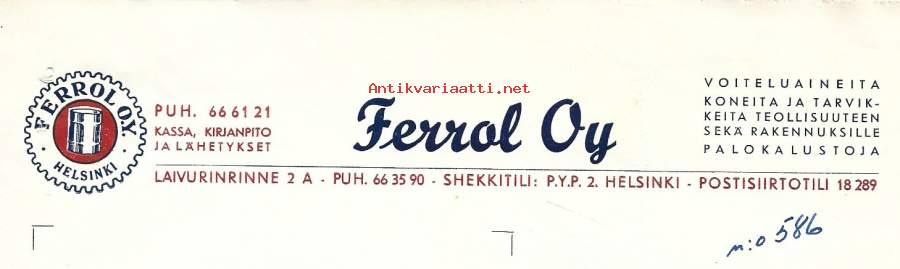 FERROL O.Y.
HELSINKI
PUH. 66 61 21
KASSA, KIRJANPITO
JA LÄHETYKSET
Antikvariaatti.net
Ferrol Oy
VOITELUAINEITA
KONEITA JA TARVIK-
KEITA TEOLLISUUTEEN
SEKÄ RAKENNUKSILLE
PALOKALUSTOJA
LAIVURINRINNE 2 A - PUH. 66 35 90 - SHEKKITILI: P.Y.P. 2. HELSINKI - POSTISIIRTOTILI 18 289
n:o 586